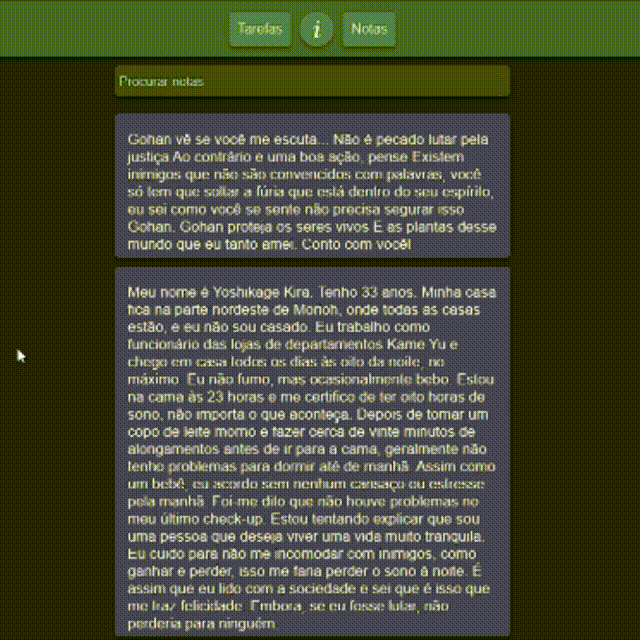 Tarefas i Notas
Procurar notas
Gohan vê se você me escuta... Não é pecado lutar pela
justiça Ao contrário e uma boa ação, pense Existem
inimigos que não são convencidos com palavras, você
só tem que soltar a fúria que está dentro do seu espírito,
eu sei como você se sente não precisa segurar isso
Gohan. Gohan proteja os seres vivos E as plantas desse
mundo que eu tanto amei. Conto com você!
Meu nome é Yoshikage Kira. Tenho 33 anos. Minha casa
fica na parte nordeste de Morioh, onde todas as casas
estão, e eu não sou casado. Eu trabalho como
funcionário das lojas de departamentos Kame Yu e
chego em casa todos os dias às oito da noite, no
máximo. Eu não fumo, mas ocasionalmente bebo. Estou
na cama às 23 horas e me certifico de ter oito horas de
sono, não importa o que aconteça. Depois de tomar um
copo de leite morno e fazer cerca de vinte minutos de
alongamentos antes de ir para a cama, geralmente não
tenho problemas para dormir até de manhã. Assim como
um bebê, eu acordo sem nenhum cansaço ou estresse
pela manhã. Foi-me dito que não houve problemas no
meu último check-up. Estou tentando explicar que sou
uma pessoa que deseja viver uma vida muito tranquila.
Eu cuido para não me incomodar com inimigos, como
ganhar e perder, isso me faria perder o sono à noite. É
assim que eu lido com a sociedade e sei que é isso que
me traz felicidade. Embora, se eu fosse lutar, não
perderia para ninguém